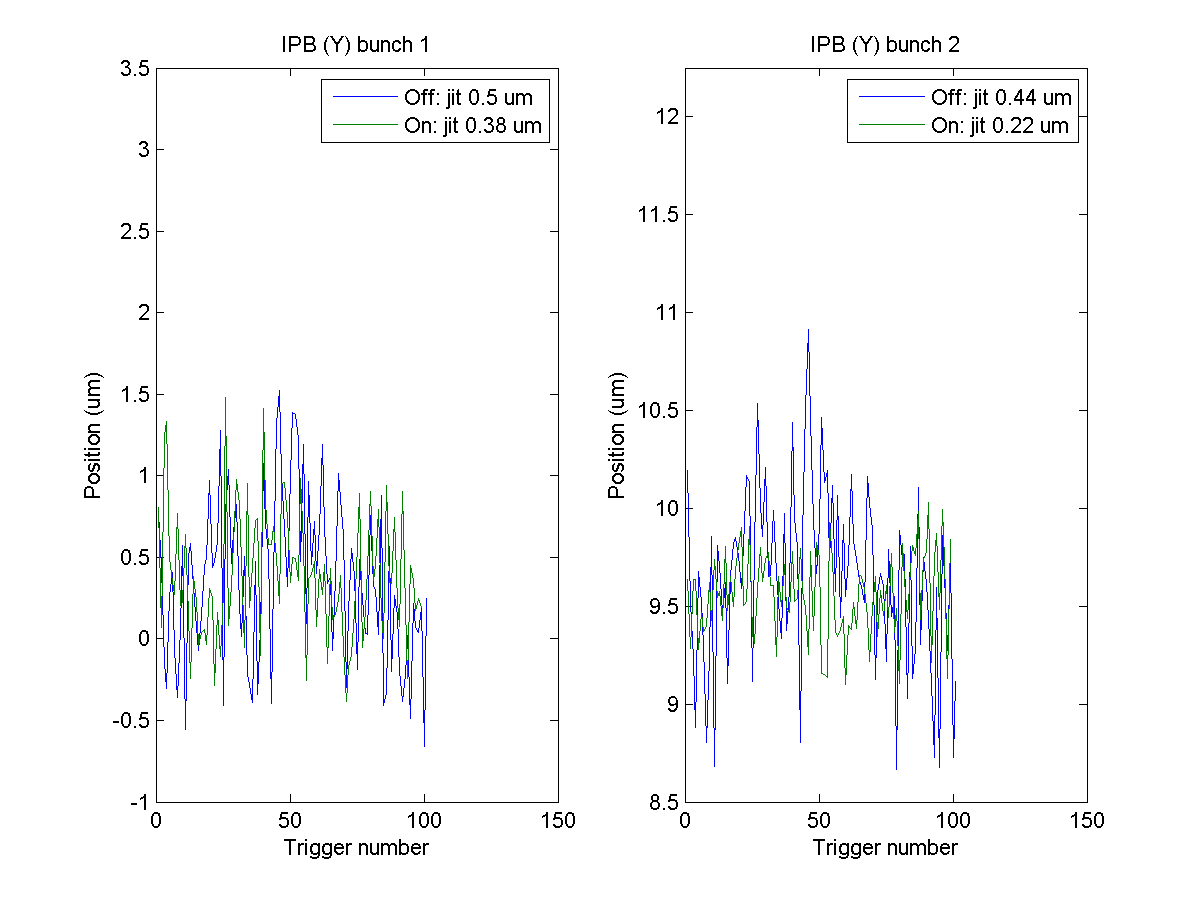 IPB (Y) bunch 1
Off: jit 0.5 um
On: jit 0.38 um
3.5
3
2.5
2
1.5
1
0.5
0
-0.5
-1
Position (um)
0 50 100 150
Trigger number
IPB (Y) bunch 2
Off: jit 0.44 um
On: jit 0.22 um
12
11.5
11
10.5
10
9.5
9
8.5
Position (um)
0 50 100 150
Trigger number